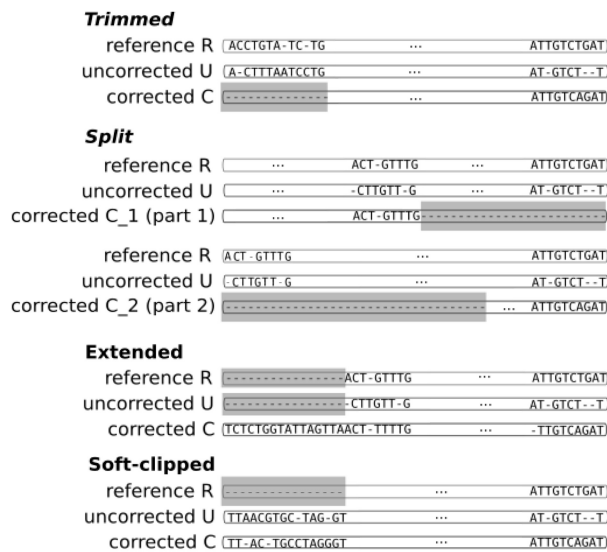 Trimmed
reference R ACCTGTA-TC-TG ... ATTGTCTGAT
uncorrected U A-CTTTAATCCTG ... AT-GTCT--T
corrected C -------------- ... ATTGTCAGAT
Split
reference R ... ACT-GTTTG ... ATTGTCTGAT
uncorrected U ... -CTTGTT-G ... AT-GTCT--T
corrected C_1 (part 1) ... ACT-GTTTG-------------------------
reference R ACT-GTTTG ... ATTGTCTGAT
uncorrected U -CTTGTT-G ... AT-GTCT--T
corrected C_2 (part 2) ----------------------------------- ... ATTGTCAGAT
Extended
reference R ----------------ACT-GTTTG ... ATTGTCTGAT
uncorrected U ----------------CTTGTT-G ... AT-GTCT--T
corrected C TCTCTGGTATTAGTTAACT-TTTTG ... -TTGTCAGAT
Soft-clipped
reference R ---------------- ... ATTGTCTGAT
uncorrected U TTAACGTGC-TAG-GT ... AT-GTCT--T
corrected C TT-AC-TGCCTAGGGT ... ATTGTCAGAT